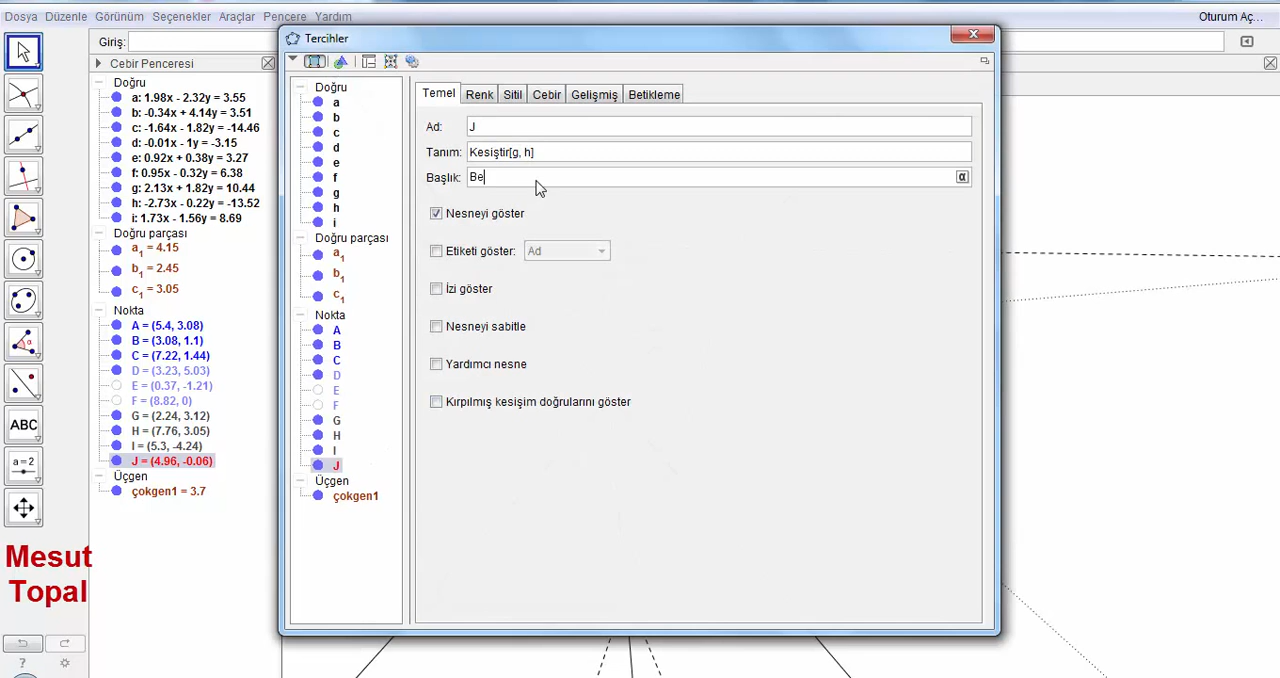 Dosya Düzenle Görünüm Seçenekler Araçlar Pencere Yardım
Oturum Aç...
Giriş:
Cebir Penceresi
Doğru
a: 1.98x - 2.32y = 3.55
b: -0.34x + 4.14y = 3.51
c: -1.64x - 1.82y = -14.46
d: -0.01x - 1y = -3.15
e: 0.92x + 0.38y = 3.27
f: 0.95x - 0.32y = 6.38
g: 2.13x + 1.82y = 10.44
h: -2.73x - 0.22y = -13.52
i: 1.73x - 1.56y = 8.69
Doğru parçası
a1 = 4.15
b1 = 2.45
c1 = 3.05
Nokta
A = (5.4, 3.08)
B = (3.08, 1.1)
C = (7.22, 1.44)
D = (3.23, 5.03)
E = (0.37, -1.21)
F = (8.82, 0)
G = (2.24, 3.12)
H = (7.76, 3.05)
I = (5.3, -4.24)
J = (4.96, -0.06)
Üçgen
çokgen1 = 3.7
ABC
a=2
Mesut
Topal
?
Tercihler
Doğru
a
b
c
d
e
f
g
h
i
Doğru parçası
a1
b1
c1
Nokta
A
B
C
D
E
F
G
H
I
J
Üçgen
çokgen1
Temel Renk Sitil Cebir Gelişmiş Betikleme
Ad: J
Tanım: Kesiştir[g, h]
Başlık: Be
α
Nesneyi göster
Etiketi göster: Ad
İzi göster
Nesneyi sabitle
Yardımcı nesne
Kırpılmış kesişim doğrularını göster